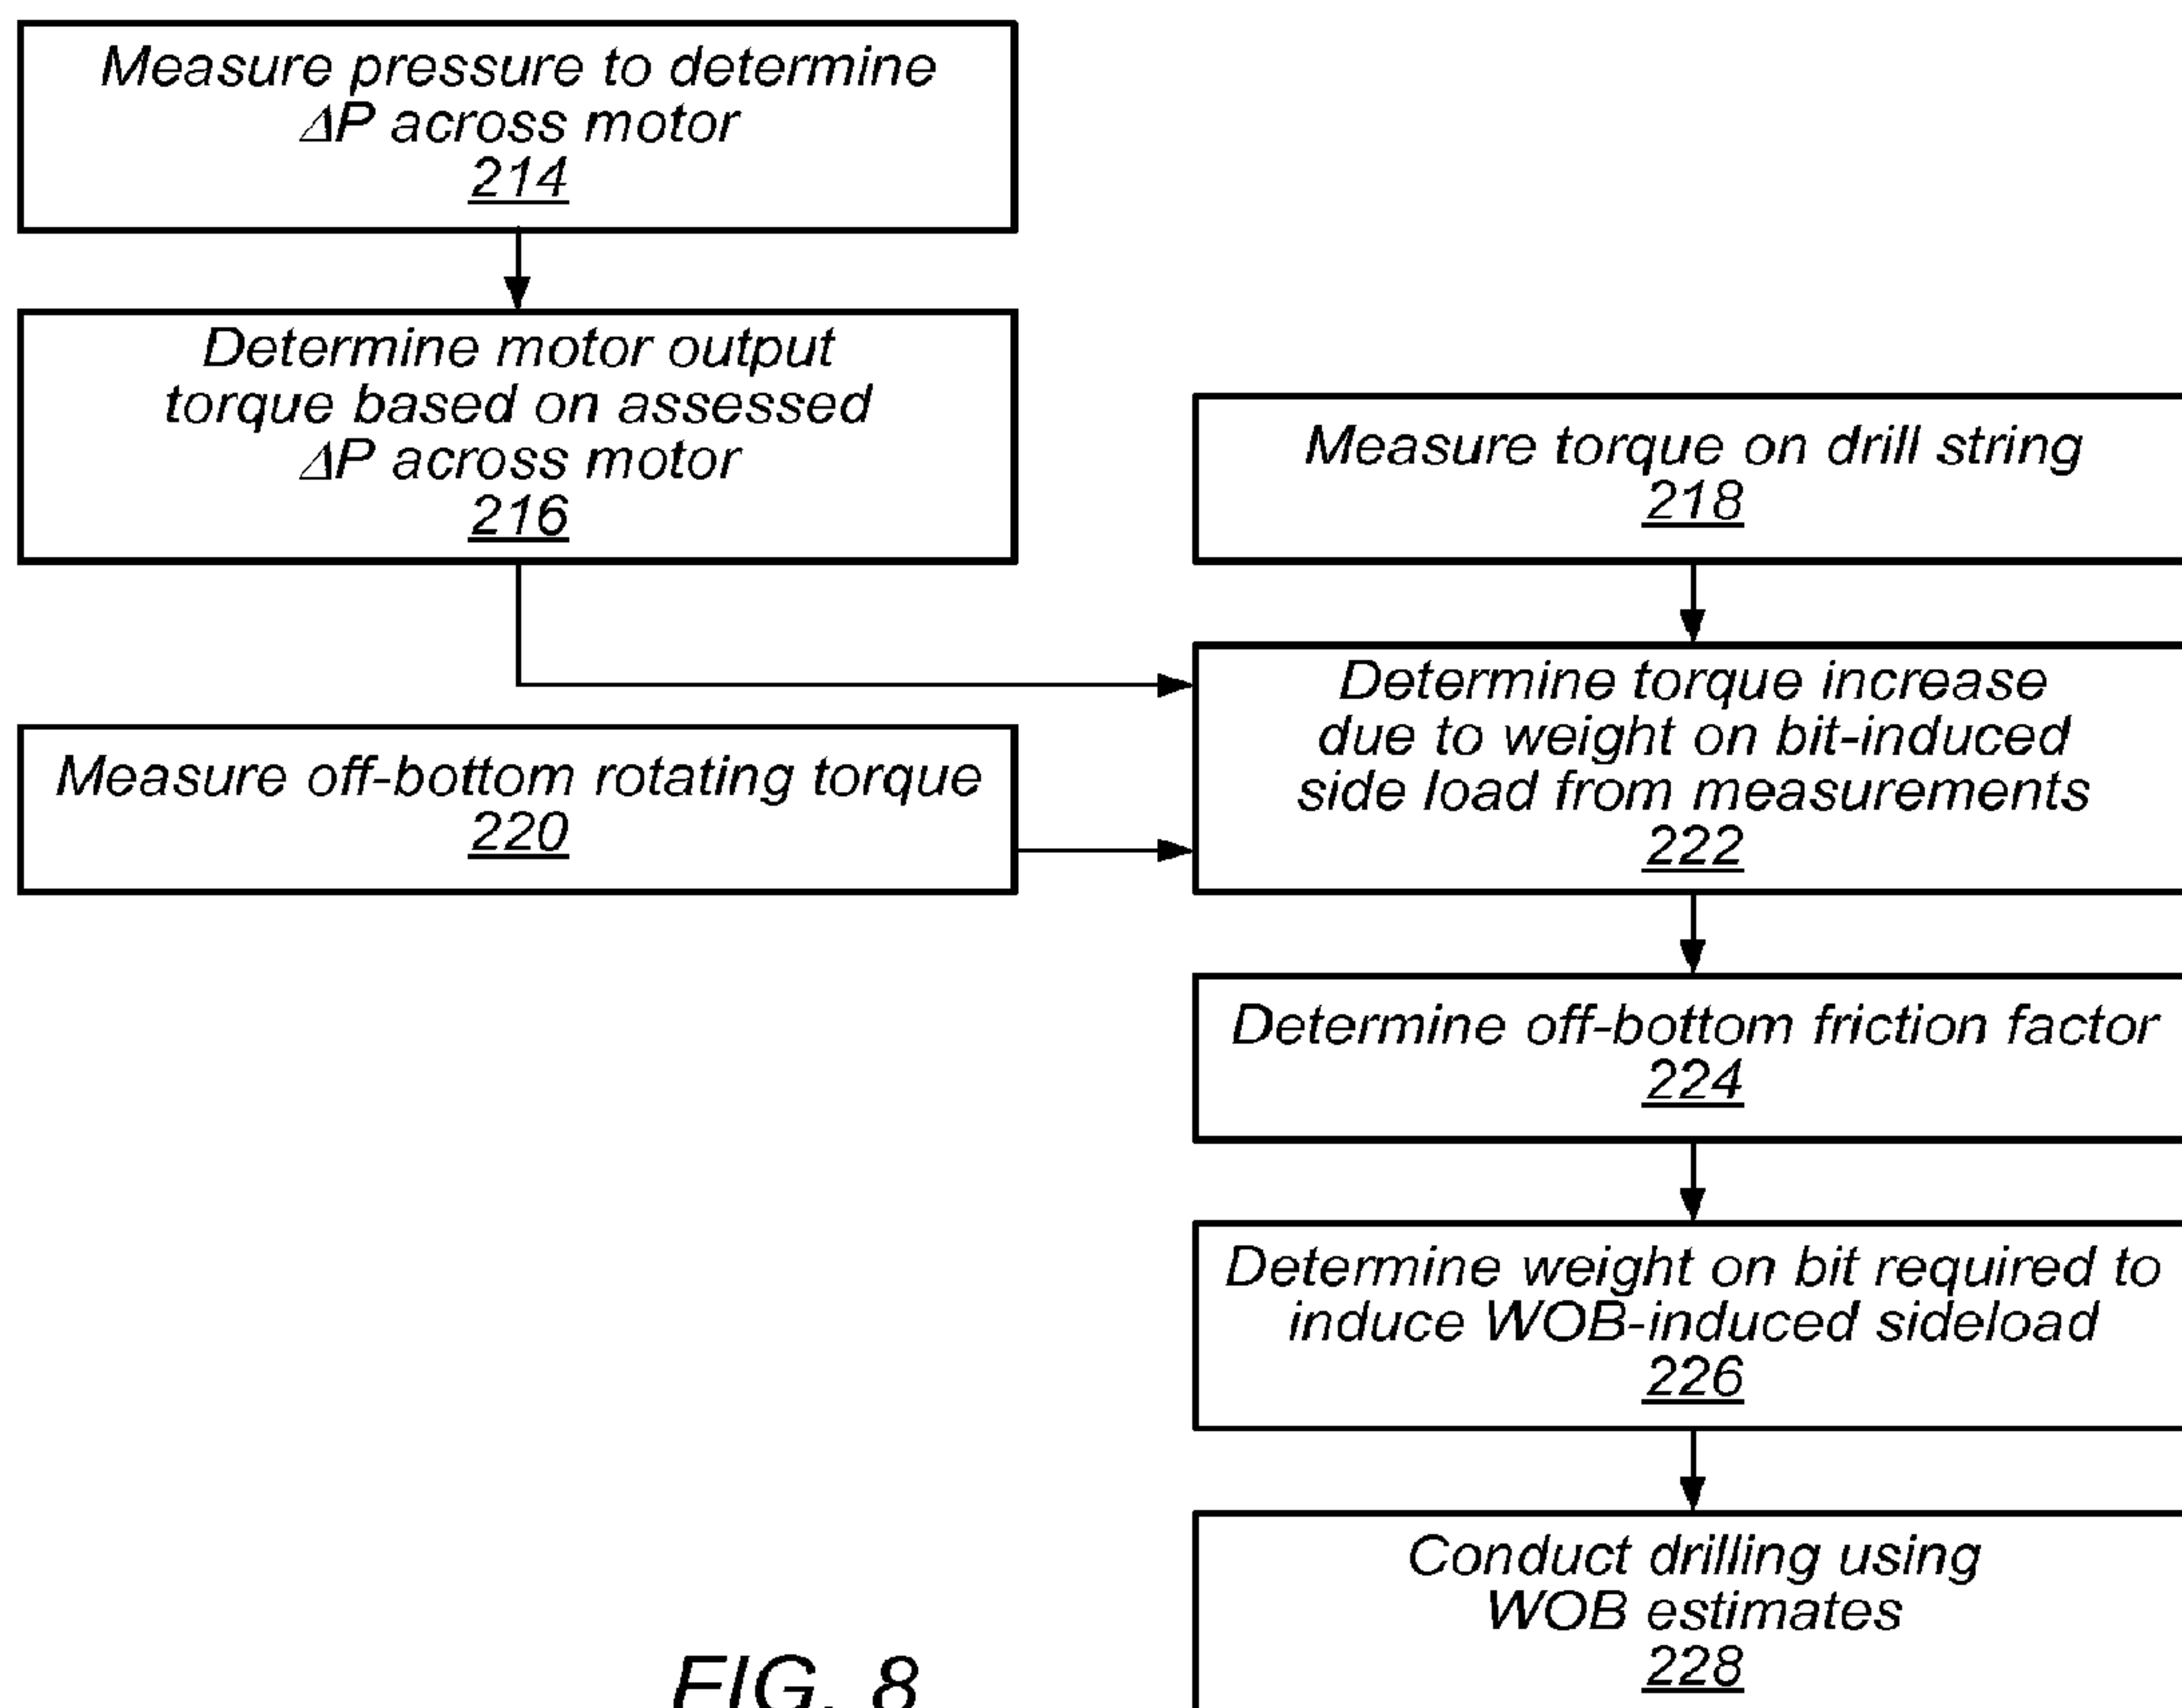 Measure pressure to determine
ΔP across motor
214
Determine motor output
torque based on assessed
ΔP across motor
216
Measure torque on drill string
218
Measure off-bottom rotating torque
220
Determine torque increase
due to weight on bit-induced
side load from measurements
222
Determine off-bottom friction factor
224
Determine weight on bit required to
induce WOB-induced sideload
226
Conduct drilling using
WOB estimates
228
FIG. 8